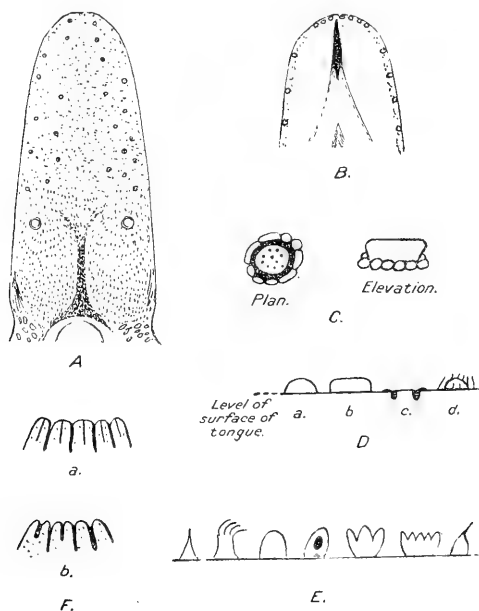 A
B.
Plan.
Elevation.
C.
Level of
surface of
tongue.
a.
b
c.
d.
D
a.
b.
F.
E.